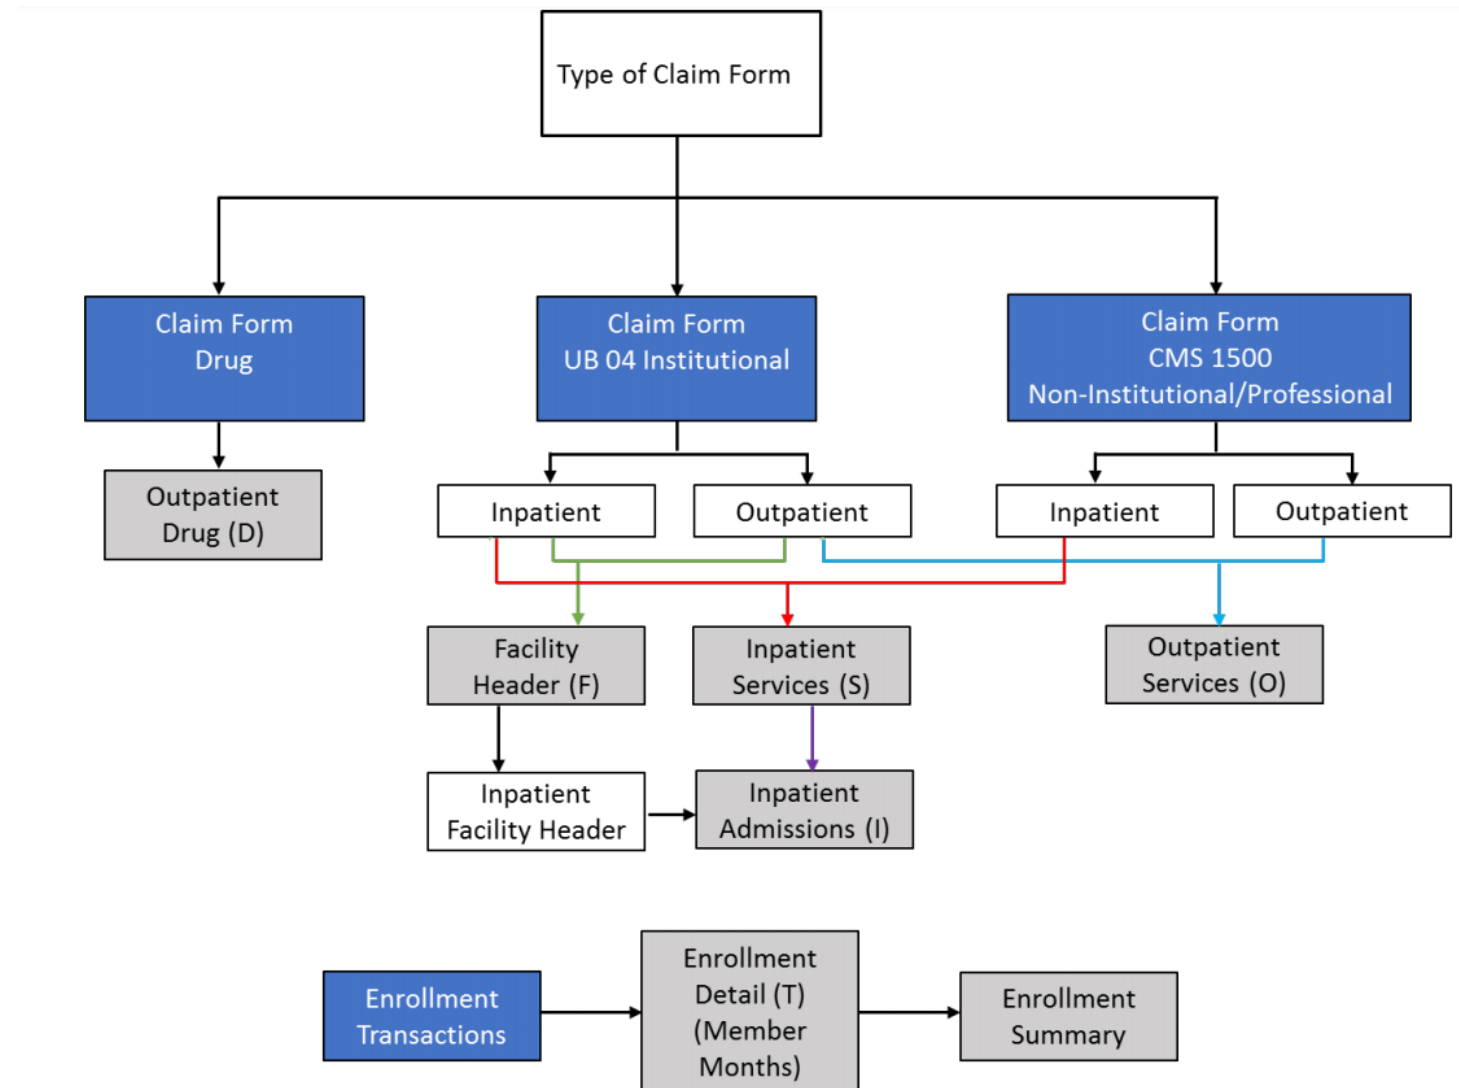 Type of Claim Form
Claim Form
Drug
Claim Form
UB 04 Institutional
Claim Form
CMS 1500
Non-Institutional/Professional
Outpatient
Drug (D)
Inpatient
Outpatient
Inpatient
Outpatient
Facility
Header (F)
Inpatient
Services (S)
Outpatient
Services (O)
Inpatient
Facility Header
Inpatient
Admissions (I)
Enrollment
Transactions
Enrollment
Detail (T)
(Member
Months)
Enrollment
Summary